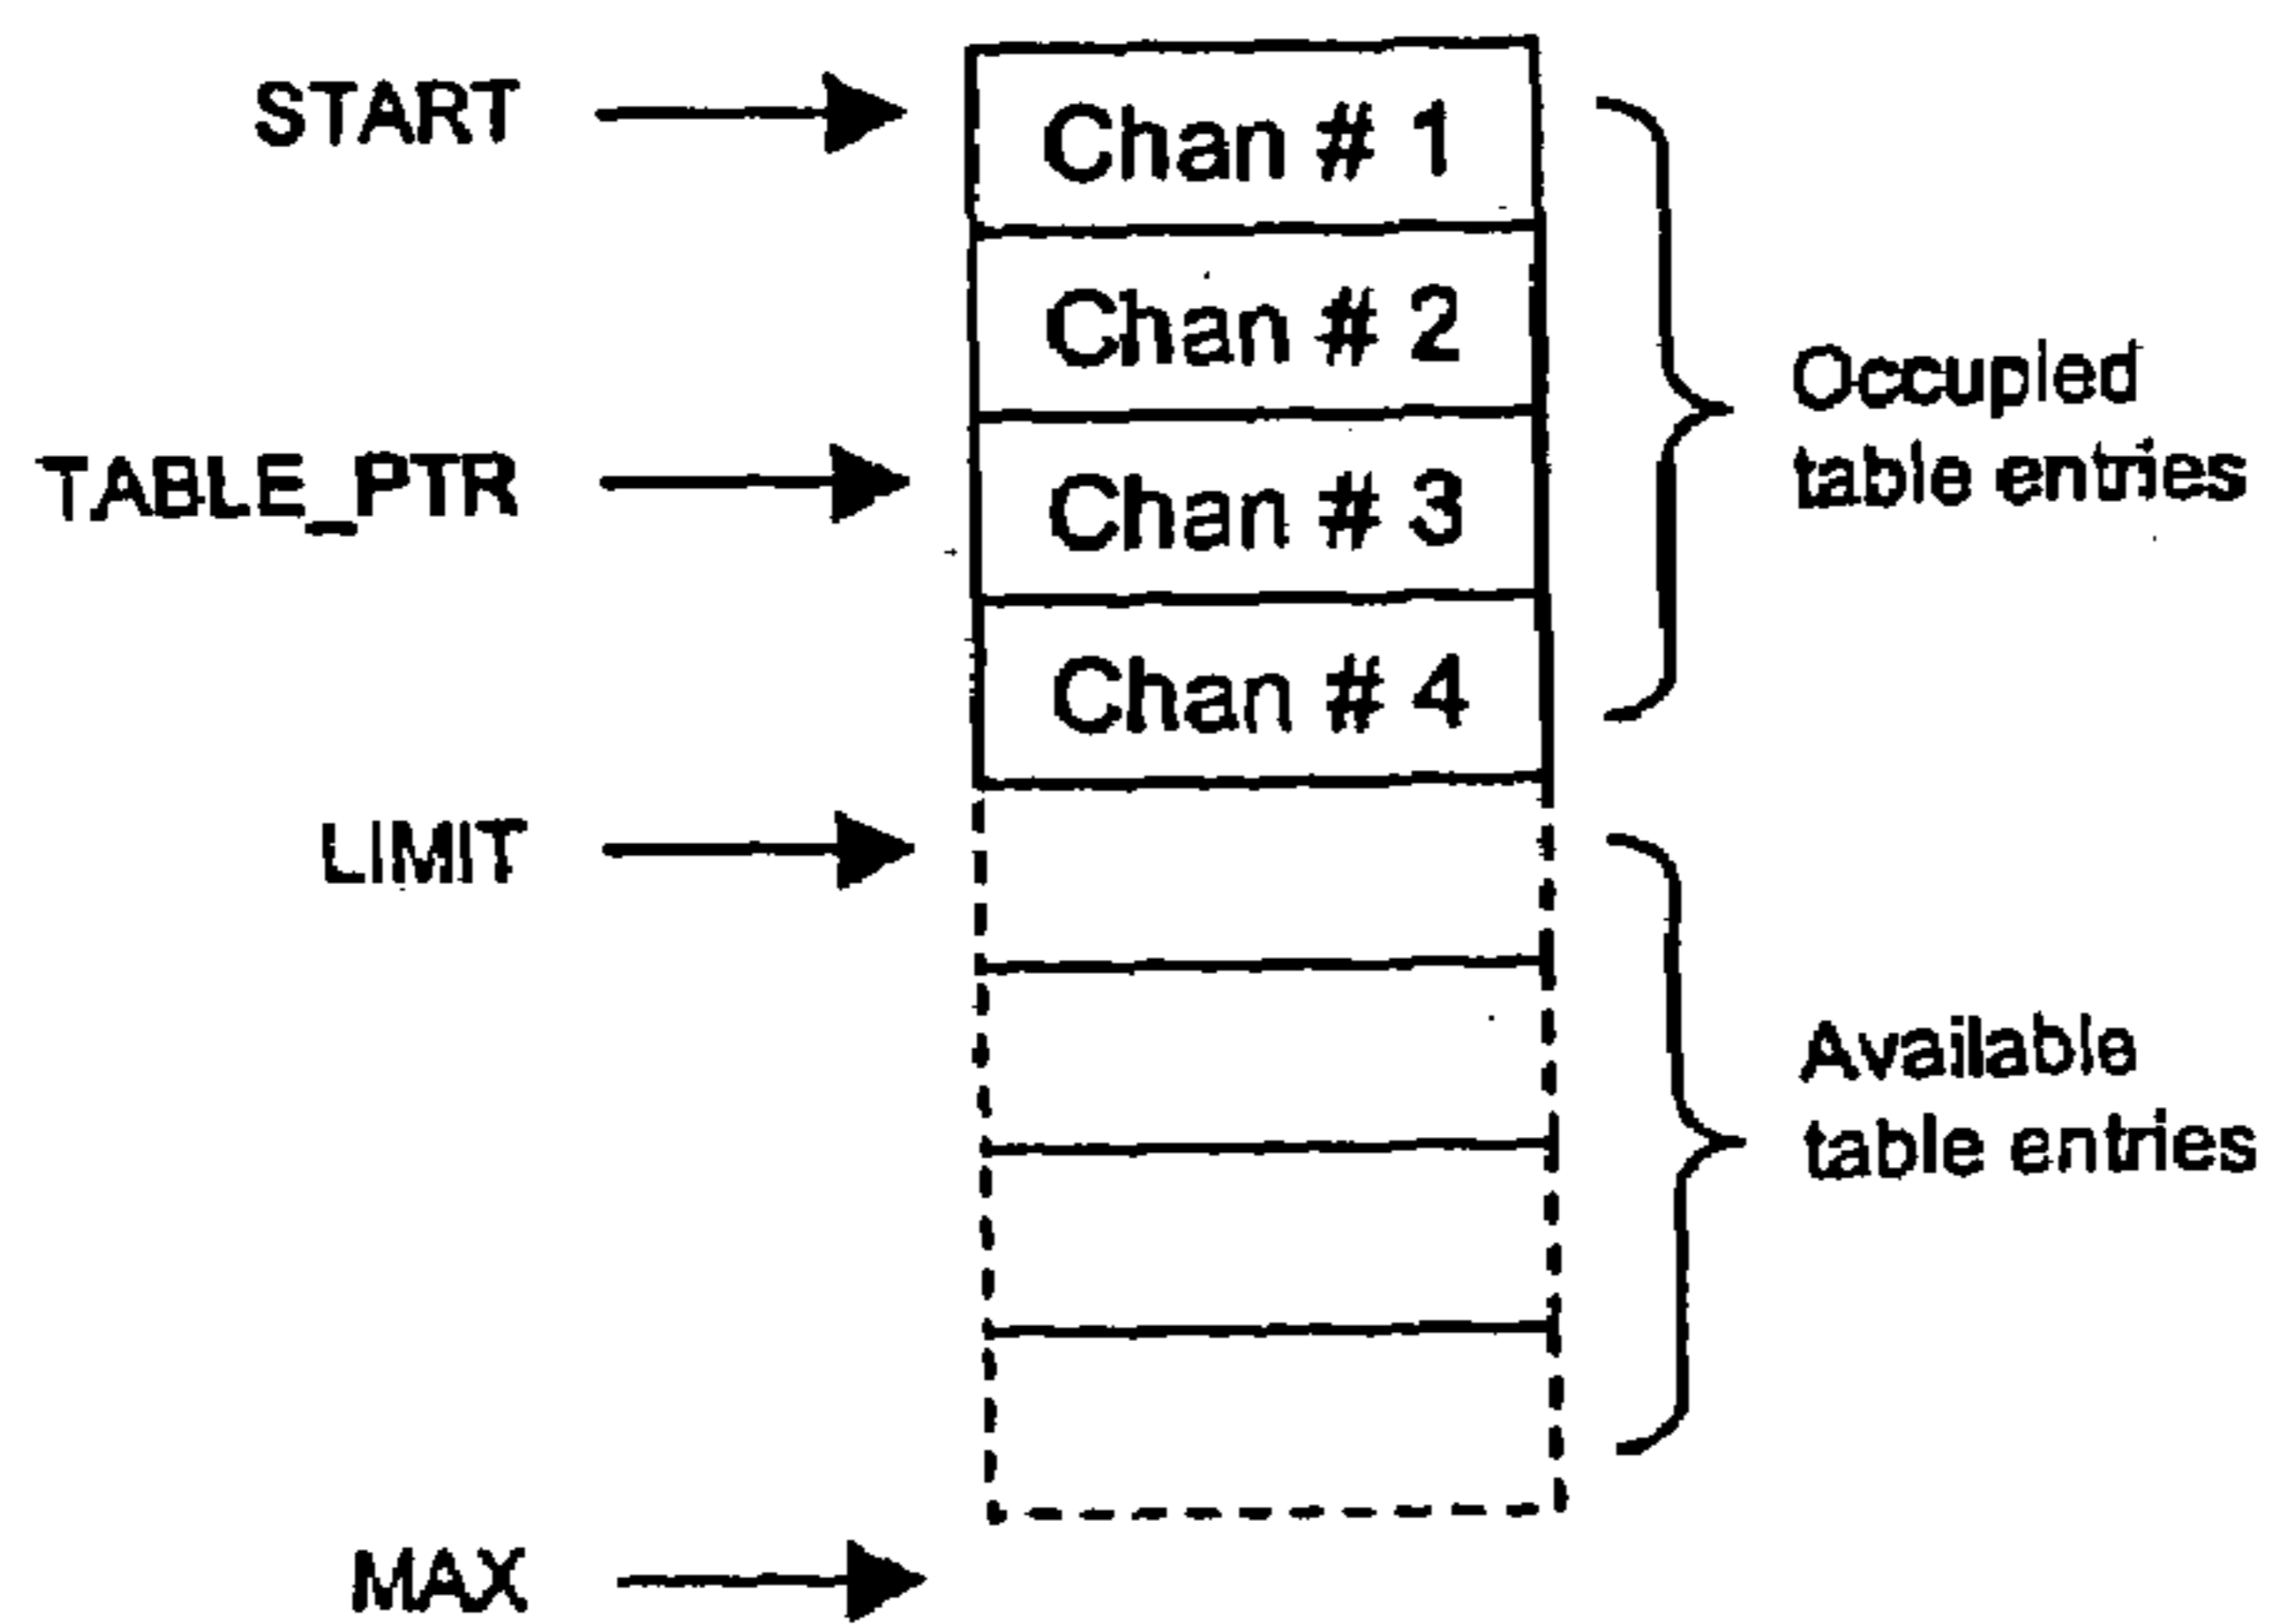 START
Chan # 1
Chan # 2
Occupied
table entries
TABLE_PTR
Chan # 3
Chan # 4
LIMIT
Available
table entries
MAX